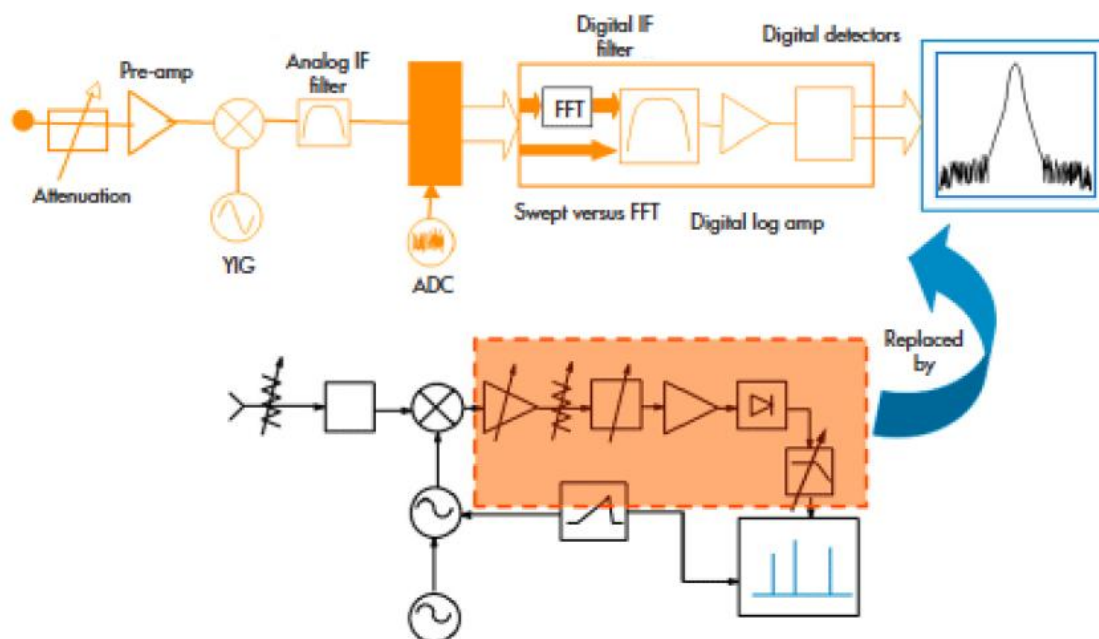 Digital IF
filter
Digital detectors
Analog IF
filter
Pre-amp
FFT
Attenuation
Swept versus FFT
Digital log amp
YIG
ADC
Replaced
by